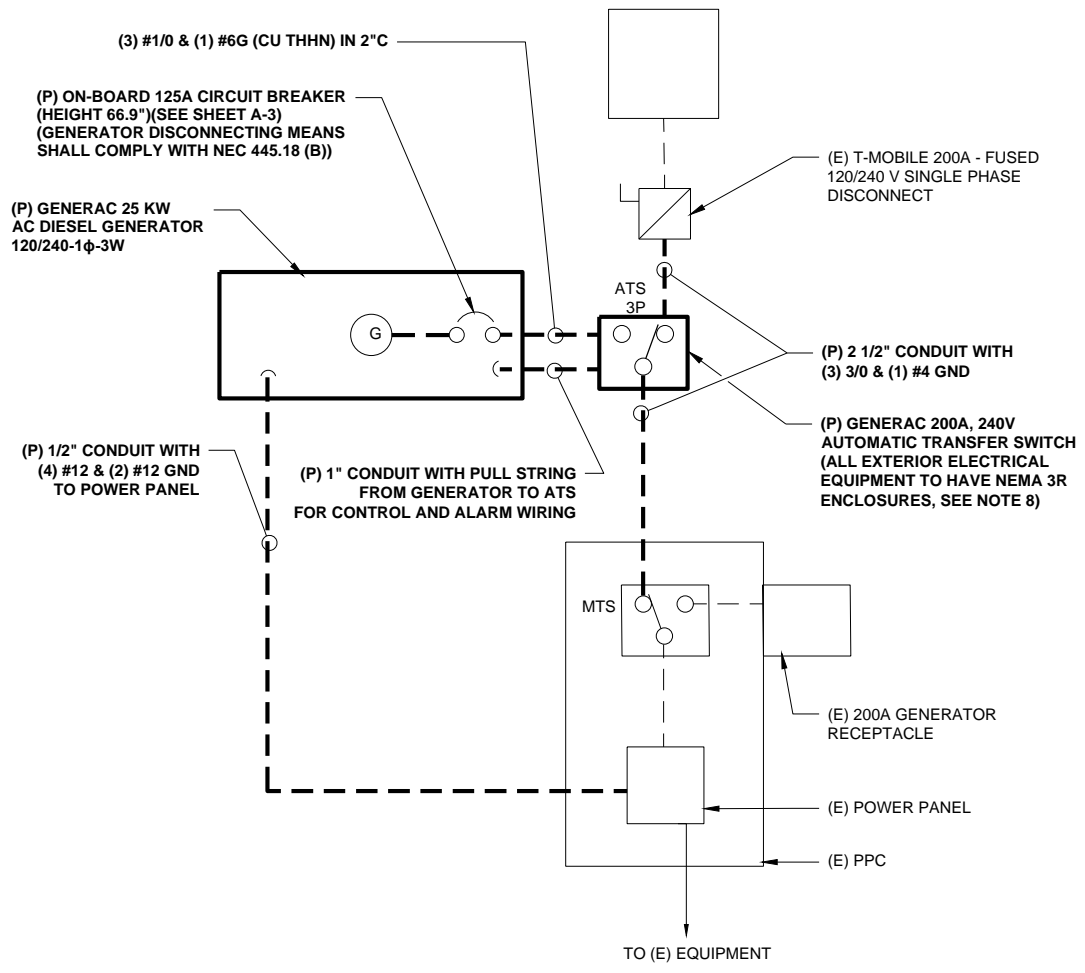 (3) #1/0 & (1) #6G (CU THHN) IN 2"C
(P) ON-BOARD 125A CIRCUIT BREAKER
(HEIGHT 66.9")(SEE SHEET A-3)
(GENERATOR DISCONNECTING MEANS
SHALL COMPLY WITH NEC 445.18 (B))
(E) T-MOBILE 200A - FUSED
120/240 V SINGLE PHASE
DISCONNECT
(P) GENERAC 25 KW
AC DIESEL GENERATOR
120/240-1ϕ-3W
G
ATS
3P
(P) 2 1/2" CONDUIT WITH
(3) 3/0 & (1) #4 GND
(P) GENERAC 200A, 240V
AUTOMATIC TRANSFER SWITCH
(ALL EXTERIOR ELECTRICAL
EQUIPMENT TO HAVE NEMA 3R
ENCLOSURES, SEE NOTE 8)
(P) 1/2" CONDUIT WITH
(4) #12 & (2) #12 GND
TO POWER PANEL
(P) 1" CONDUIT WITH PULL STRING
FROM GENERATOR TO ATS
FOR CONTROL AND ALARM WIRING
MTS
(E) 200A GENERATOR
RECEPTACLE
(E) POWER PANEL
(E) PPC
TO (E) EQUIPMENT